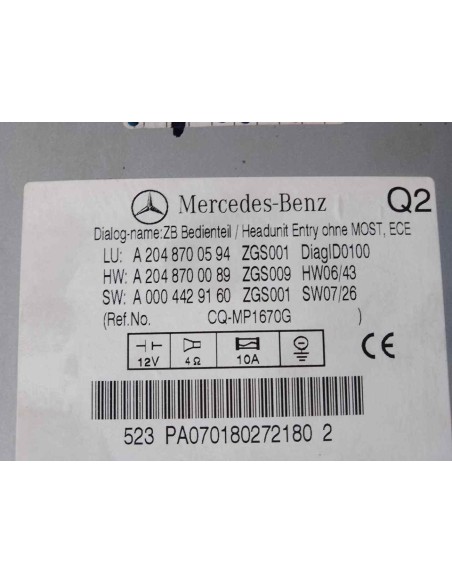 Mercedes-Benz Q2
Dialog-name:ZB Bedienteil / Headunit Entry ohne MOST, ECE
LU: A 204 870 05 94 ZGS001 DiagID0100
HW: A 204 870 00 89 ZGS009 HW06/43
SW: A 000 442 91 60 ZGS001 SW07/26
(Ref.No. CQ-MP1670G )
12V 4Ω 10A
CE
523 PA070180272180 2